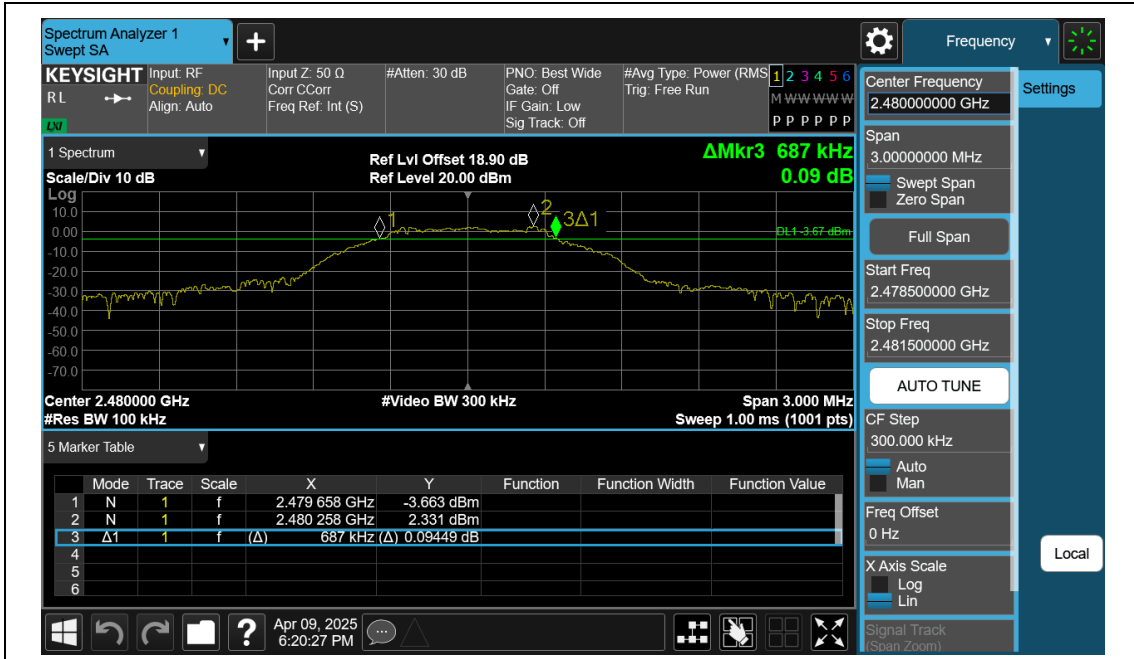 Spectrum Analyzer 1
Swept SA
+
Frequency
KEYSIGHT
RL
LXI
Input: RF
Coupling: DC
Align: Auto
Input Z: 50 Ω
Corr CCorr
Freq Ref: Int (S)
#Atten: 30 dB
PNO: Best Wide
Gate: Off
IF Gain: Low
Sig Track: Off
#Avg Type: Power (RMS
Trig: Free Run
1 2 3 4 5 6
M W W W W W
P P P P P P
1 Spectrum
Scale/Div 10 dB
Ref Lvl Offset 18.90 dB
Ref Level 20.00 dBm
ΔMkr3 687 kHz
0.09 dB
Log
10.0
0.00
-10.0
-20.0
-30.0
-40.0
-50.0
-60.0
-70.0
1
2
3Δ1
DL1 -3.67 dBm
Center 2.480000 GHz
#Res BW 100 kHz
#Video BW 300 kHz
Span 3.000 MHz
Sweep 1.00 ms (1001 pts)
5 Marker Table
Mode Trace Scale X Y Function Function Width Function Value
1 N 1 f 2.479 658 GHz -3.663 dBm
2 N 1 f 2.480 258 GHz 2.331 dBm
3 Δ1 1 f (Δ) 687 kHz (Δ) 0.09449 dB
4
5
6
Center Frequency
2.480000000 GHz
Span
3.00000000 MHz
Swept Span
Zero Span
Full Span
Start Freq
2.478500000 GHz
Stop Freq
2.481500000 GHz
AUTO TUNE
CF Step
300.000 kHz
Auto
Man
Freq Offset
0 Hz
X Axis Scale
Log
Lin
Signal Track
(Span Zoom)
Settings
Local
?
Apr 09, 2025
6:20:27 PM